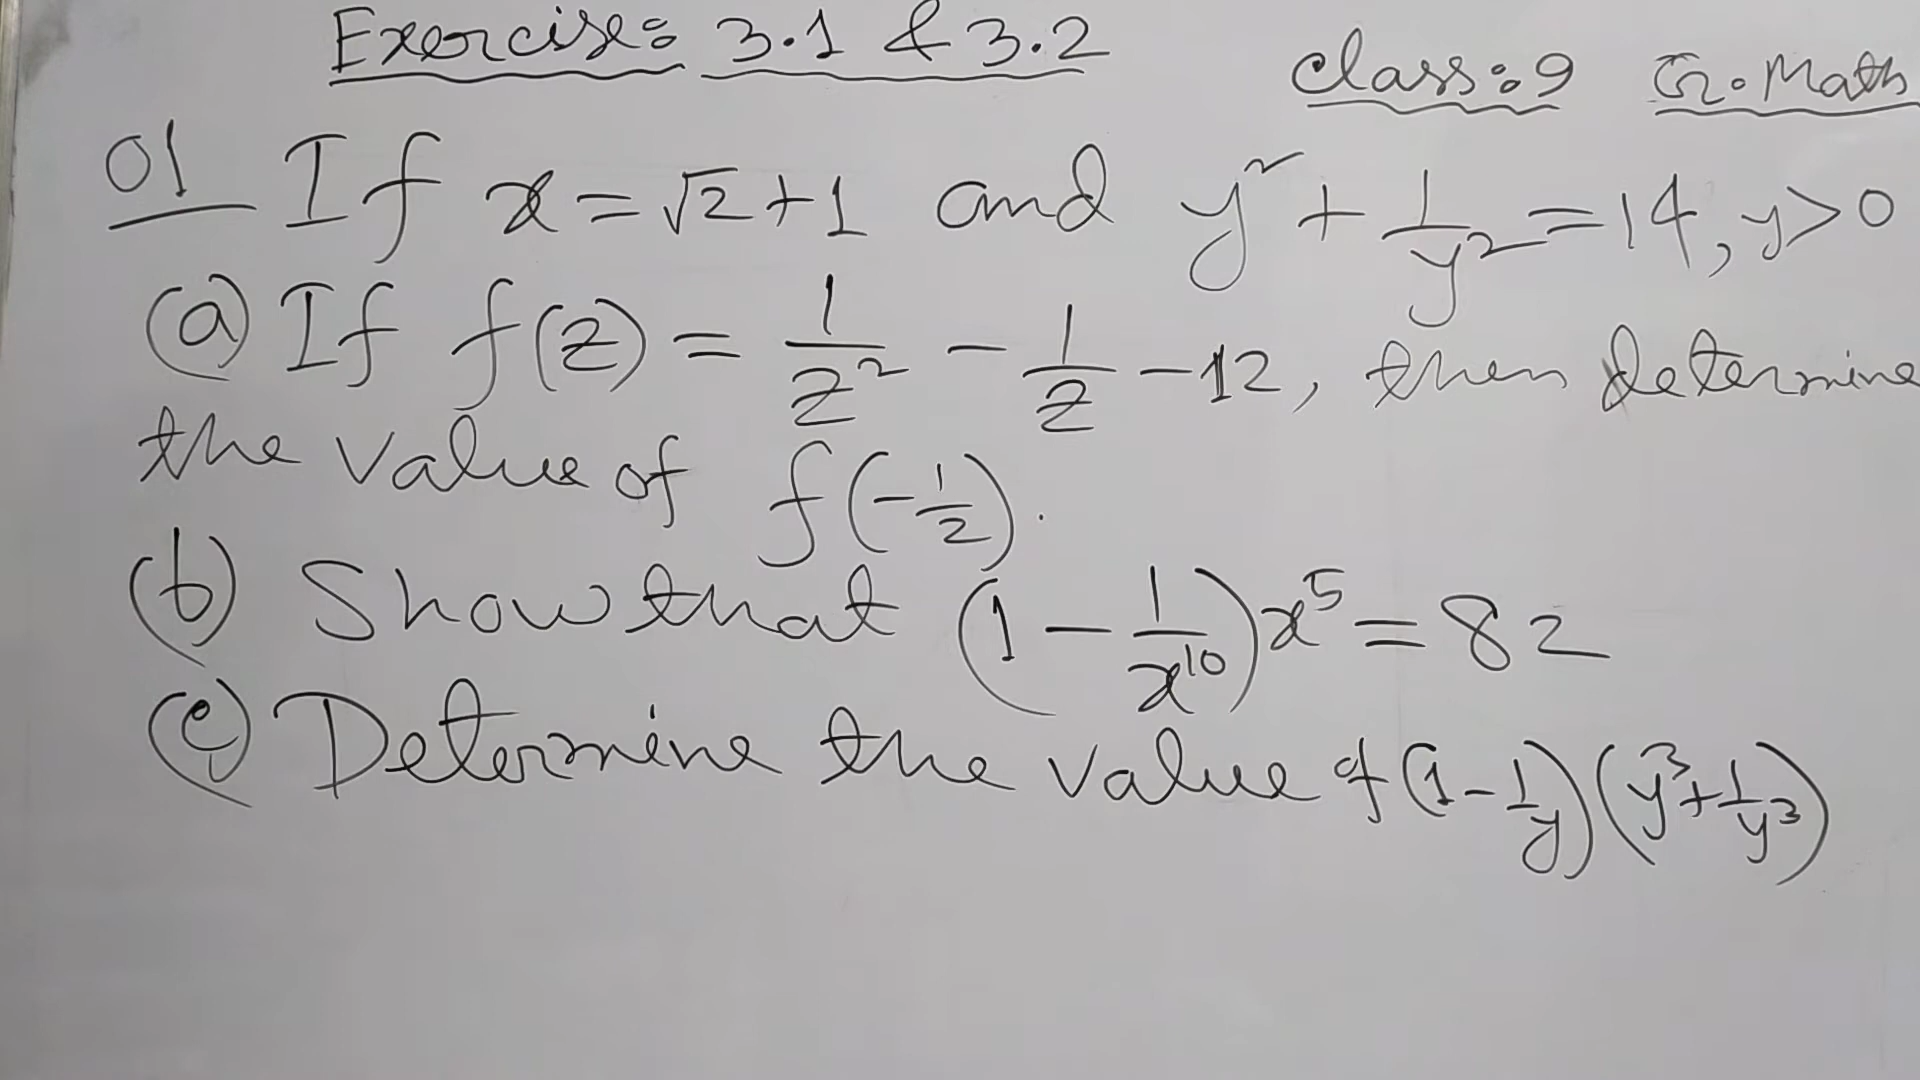 Exercise: 3.1 & 3.2
Class: 9 G. Math
01 If x = √2+1 and y² + 1/y² = 14, y>0
(a) If f(z) = 1/z² - 1/z - 12, then determine
the value of f(-1/2).
(b) Show that (1 - 1/x¹⁰)x⁵ = 82
(c) Determine the value of (1 - 1/y)(y³ + 1/y³)